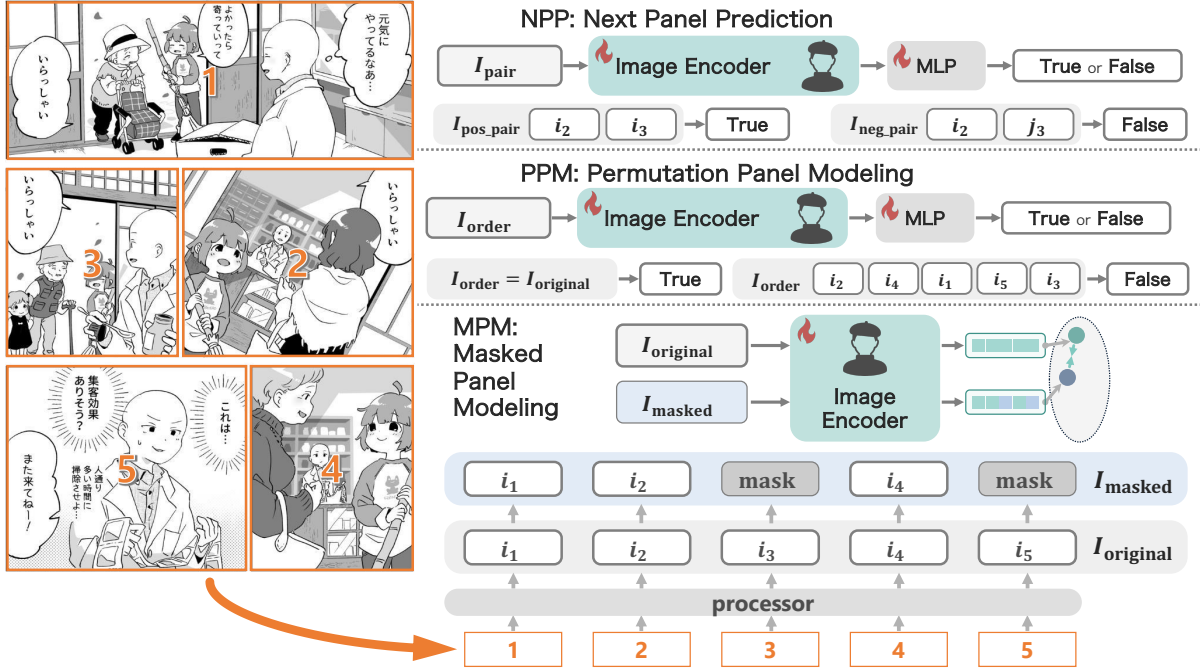 よかったら
寄っていって
元気に
やってるなあ…
いらっしゃい
1
いらっしゃい
3
いらっしゃい
2
集客効果
ありそう?
これは…
人通り
多い時間に
掃除させよ…
また来てねー!
5
4
NPP: Next Panel Prediction
I_pair
Image Encoder
MLP
True or False
I_pos_pair i_2 i_3 True
I_neg_pair i_2 j_3 False
PPM: Permutation Panel Modeling
I_order
Image Encoder
MLP
True or False
I_order = I_original True
I_order i_2 i_4 i_1 i_5 i_3 False
MPM:
Masked
Panel
Modeling
I_original
I_masked
Image
Encoder
i_1 i_2 mask i_4 mask I_masked
i_1 i_2 i_3 i_4 i_5 I_original
processor
1 2 3 4 5